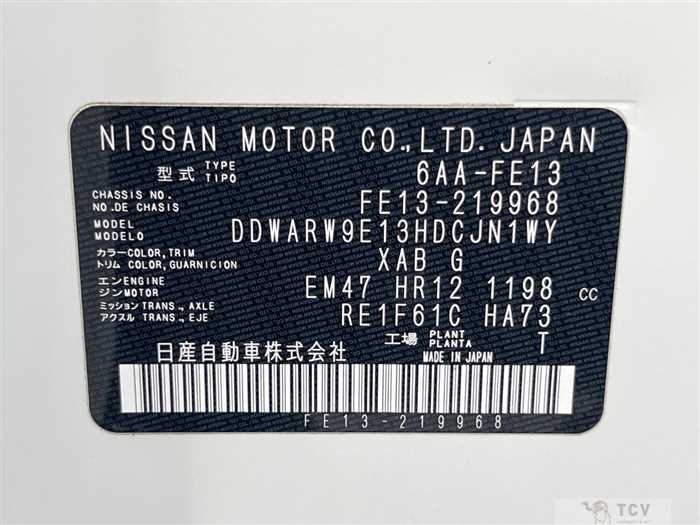 NISSAN MOTOR CO.,LTD. JAPAN
型式 TYPE TIPO 6AA-FE13
CHASSIS NO. NO.DE CHASIS FE13-219968
MODEL MODELO DDWARW9E13HDCJN1WY
カラー COLOR, TRIM トリム COLOR, GUARNICION XAB G
エンジン ENGINE MOTOR EM47 HR12 1198 CC
ミッション TRANS., AXLE アクスル TRANS., EJE RE1F61C HA73
工場 PLANT PLANTA T
日産自動車株式会社 MADE IN JAPAN
FE13-219968
TCV